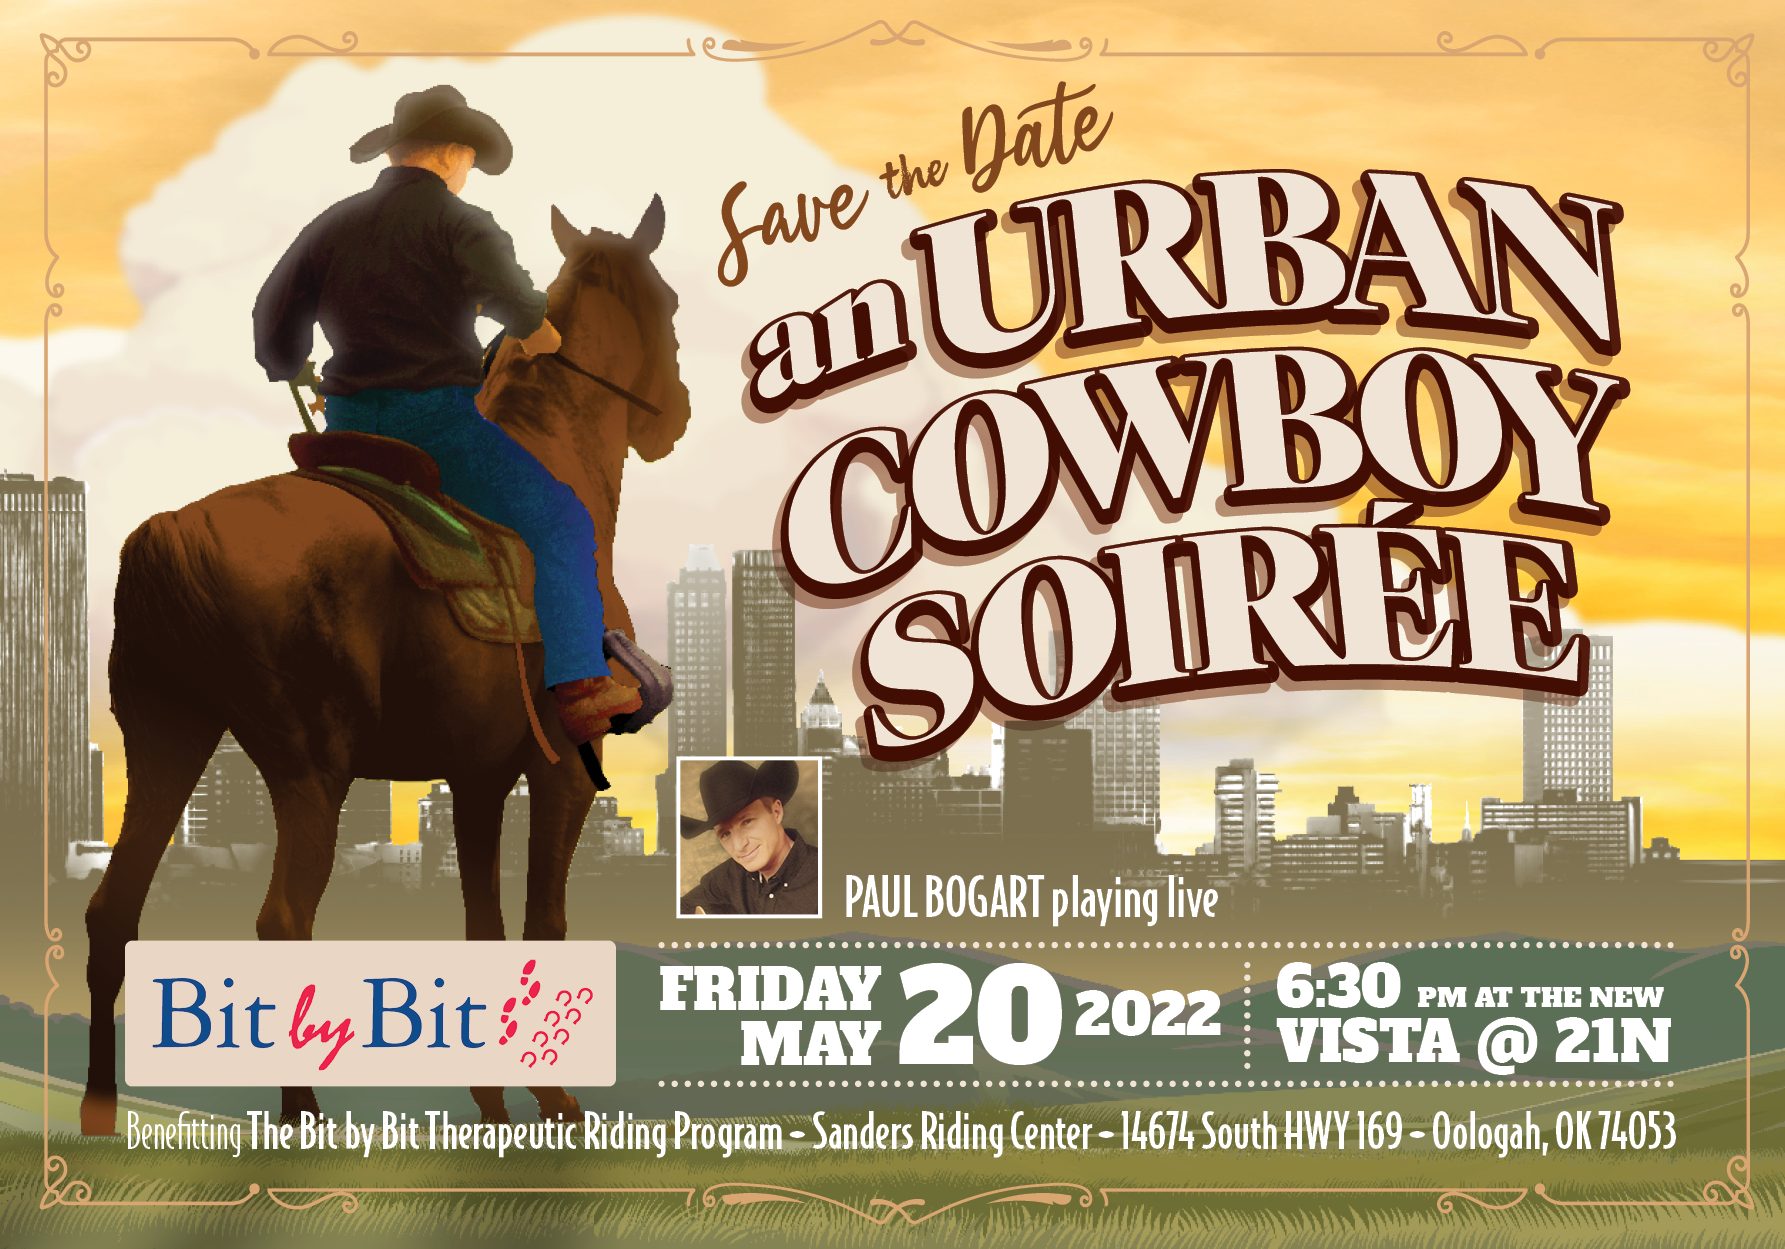 Save the Date
an URBAN
COWBOY
SOIRÉE
PAUL BOGART playing live
Bit by Bit
FRIDAY
MAY
20
2022
6:30 PM AT THE NEW
VISTA @ 21N
Benefitting The Bit by Bit Therapeutic Riding Program - Sanders Riding Center - 14674 South HWY 169 - Oologah, OK 74053